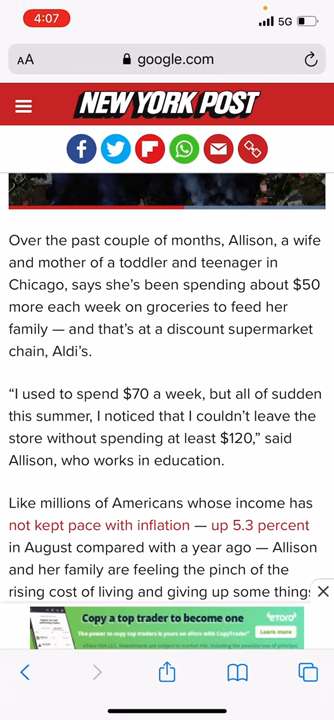 4:07
5G
AA
google.com
NEW YORK POST
Over the past couple of months, Allison, a wife
and mother of a toddler and teenager in
Chicago, says she's been spending about $50
more each week on groceries to feed her
family — and that's at a discount supermarket
chain, Aldi's.
“I used to spend $70 a week, but all of sudden
this summer, I noticed that I couldn't leave the
store without spending at least $120,” said
Allison, who works in education.
Like millions of Americans whose income has
not kept pace with inflation — up 5.3 percent
in August compared with a year ago — Allison
and her family are feeling the pinch of the
rising cost of living and giving up some things
Copy a top trader to become one
The power to copy top traders is yours on eToro with CopyTrader™
eToro
Learn more